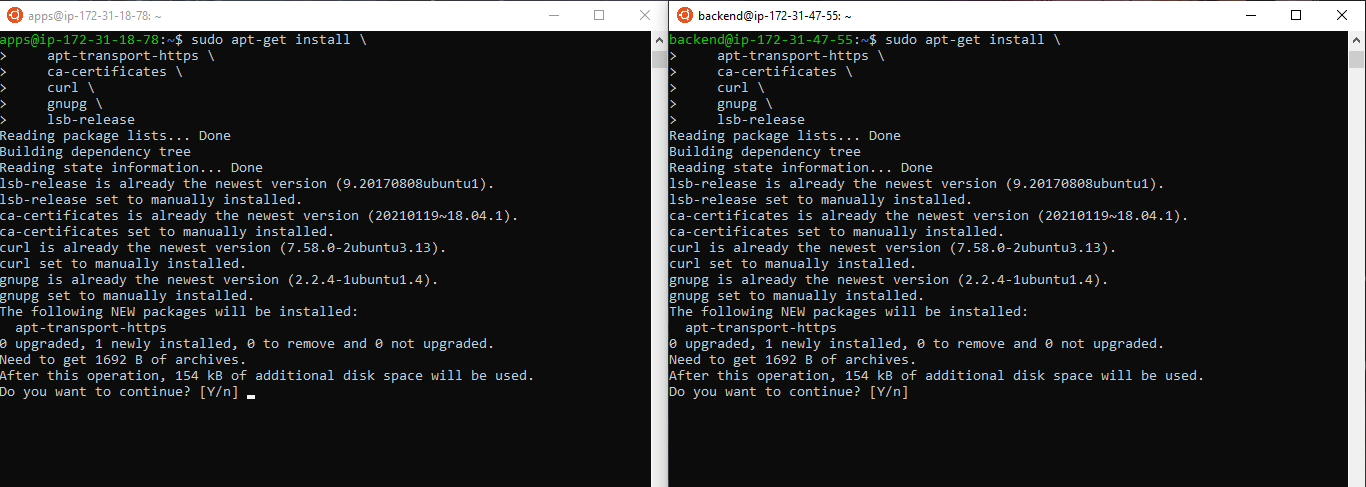 apps@ip-172-31-18-78: ~
apps@ip-172-31-18-78:~$ sudo apt-get install \
>     apt-transport-https \
>     ca-certificates \
>     curl \
>     gnupg \
>     lsb-release
Reading package lists... Done
Building dependency tree
Reading state information... Done
lsb-release is already the newest version (9.20170808ubuntu1).
lsb-release set to manually installed.
ca-certificates is already the newest version (20210119~18.04.1).
ca-certificates set to manually installed.
curl is already the newest version (7.58.0-2ubuntu3.13).
curl set to manually installed.
gnupg is already the newest version (2.2.4-1ubuntu1.4).
gnupg set to manually installed.
The following NEW packages will be installed:
  apt-transport-https
0 upgraded, 1 newly installed, 0 to remove and 0 not upgraded.
Need to get 1692 B of archives.
After this operation, 154 kB of additional disk space will be used.
Do you want to continue? [Y/n]
backend@ip-172-31-47-55: ~
backend@ip-172-31-47-55:~$ sudo apt-get install \
>     apt-transport-https \
>     ca-certificates \
>     curl \
>     gnupg \
>     lsb-release
Reading package lists... Done
Building dependency tree
Reading state information... Done
lsb-release is already the newest version (9.20170808ubuntu1).
lsb-release set to manually installed.
ca-certificates is already the newest version (20210119~18.04.1).
ca-certificates set to manually installed.
curl is already the newest version (7.58.0-2ubuntu3.13).
curl set to manually installed.
gnupg is already the newest version (2.2.4-1ubuntu1.4).
gnupg set to manually installed.
The following NEW packages will be installed:
  apt-transport-https
0 upgraded, 1 newly installed, 0 to remove and 0 not upgraded.
Need to get 1692 B of archives.
After this operation, 154 kB of additional disk space will be used.
Do you want to continue? [Y/n]